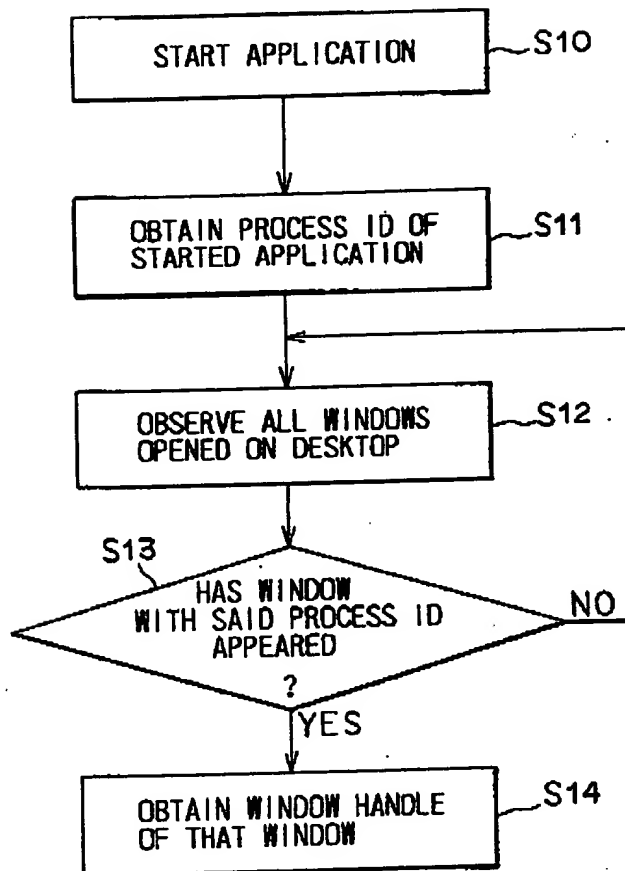 START APPLICATION
S10
OBTAIN PROCESS ID OF
STARTED APPLICATION
S11
OBSERVE ALL WINDOWS
OPENED ON DESKTOP
S12
S13
HAS WINDOW
WITH SAID PROCESS ID
APPEARED
?
NO
YES
OBTAIN WINDOW HANDLE
OF THAT WINDOW
S14